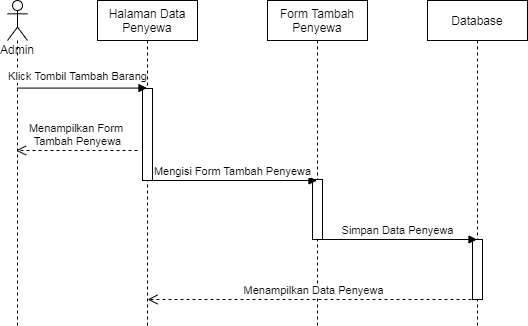 Halaman Data
Penyewa
Form Tambah
Penyewa
Database
Admin
Klick Tombil Tambah Barang
Menampilkan Form
Tambah Penyewa
Mengisi Form Tambah Penyewa
Simpan Data Penyewa
Menampilkan Data Penyewa